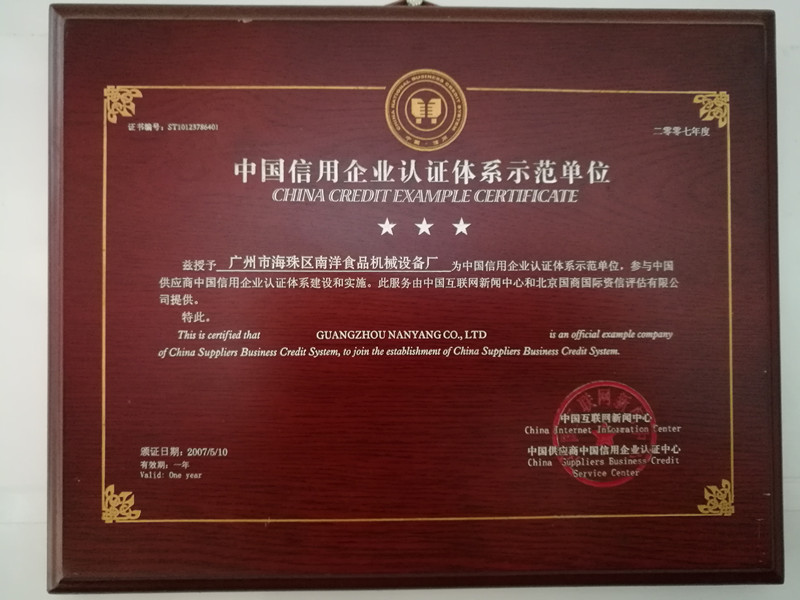 CHINA NATIONAL BUSINESS CREDIT SYSTEM
证书编号：ST10123786401
二零零七年度
中国信用企业认证体系示范单位
CHINA CREDIT EXAMPLE CERTIFICATE
兹授予 广州市海珠区南洋食品机械设备厂 为中国信用企业认证体系示范单位，参与中国
供应商中国信用企业认证体系建设和实施。此服务由中国互联网新闻中心和北京国商国际资信评估有限公
司提供。
特此。
This is certified that GUANGZHOU NANYANG CO., LTD is an official example company
of China Suppliers Business Credit System, to join the establishment of China Suppliers Business Credit System.
中国互联网新闻中心
China Internet Information Center
中国供应商中国信用企业认证中心
China Suppliers Business Credit
Service Center
颁证日期：2007/5/10
有效期：一年
Valid: One year